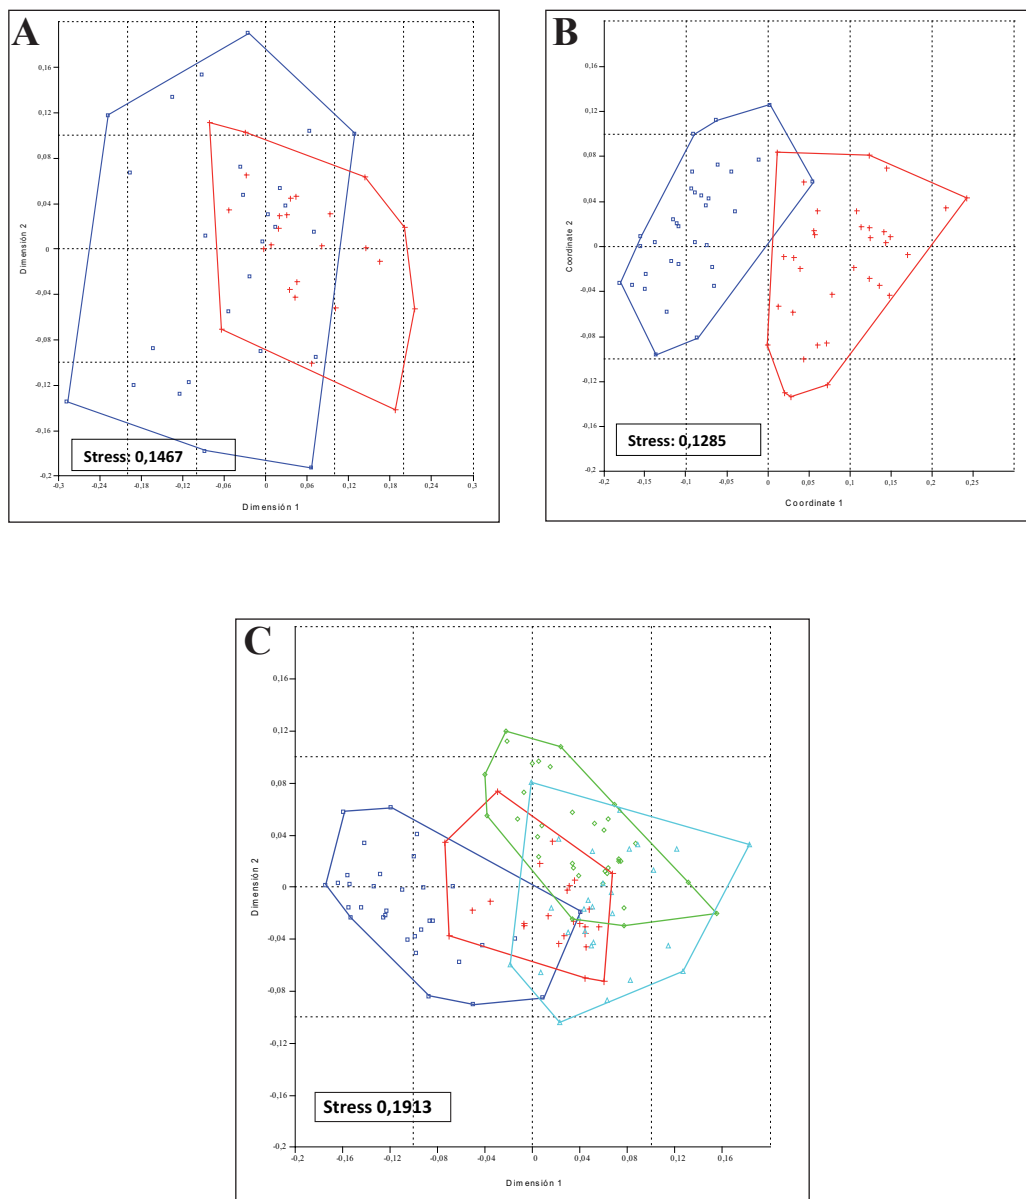 A
0,16
0,12
0,08
0,04
0
-0,04
-0,08
-0,12
-0,16
-0,2
Dimensión 2
Stress: 0,1467
-0,3 -0,24 -0,18 -0,12 -0,06 0 0,06 0,12 0,18 0,24 0,3
Dimensión 1
B
0,16
0,12
0,08
0,04
0
-0,04
-0,08
-0,12
-0,16
-0,2
Coordinate 2
Stress: 0,1285
-0,2 -0,15 -0,1 -0,05 0 0,05 0,1 0,15 0,2 0,25
Coordinate 1
C
0,16
0,12
0,08
0,04
0
-0,04
-0,08
-0,12
-0,16
-0,2
Dimensión 2
Stress 0,1913
-0,2 -0,16 -0,12 -0,08 -0,04 0 0,04 0,08 0,12 0,16
Dimensión 1